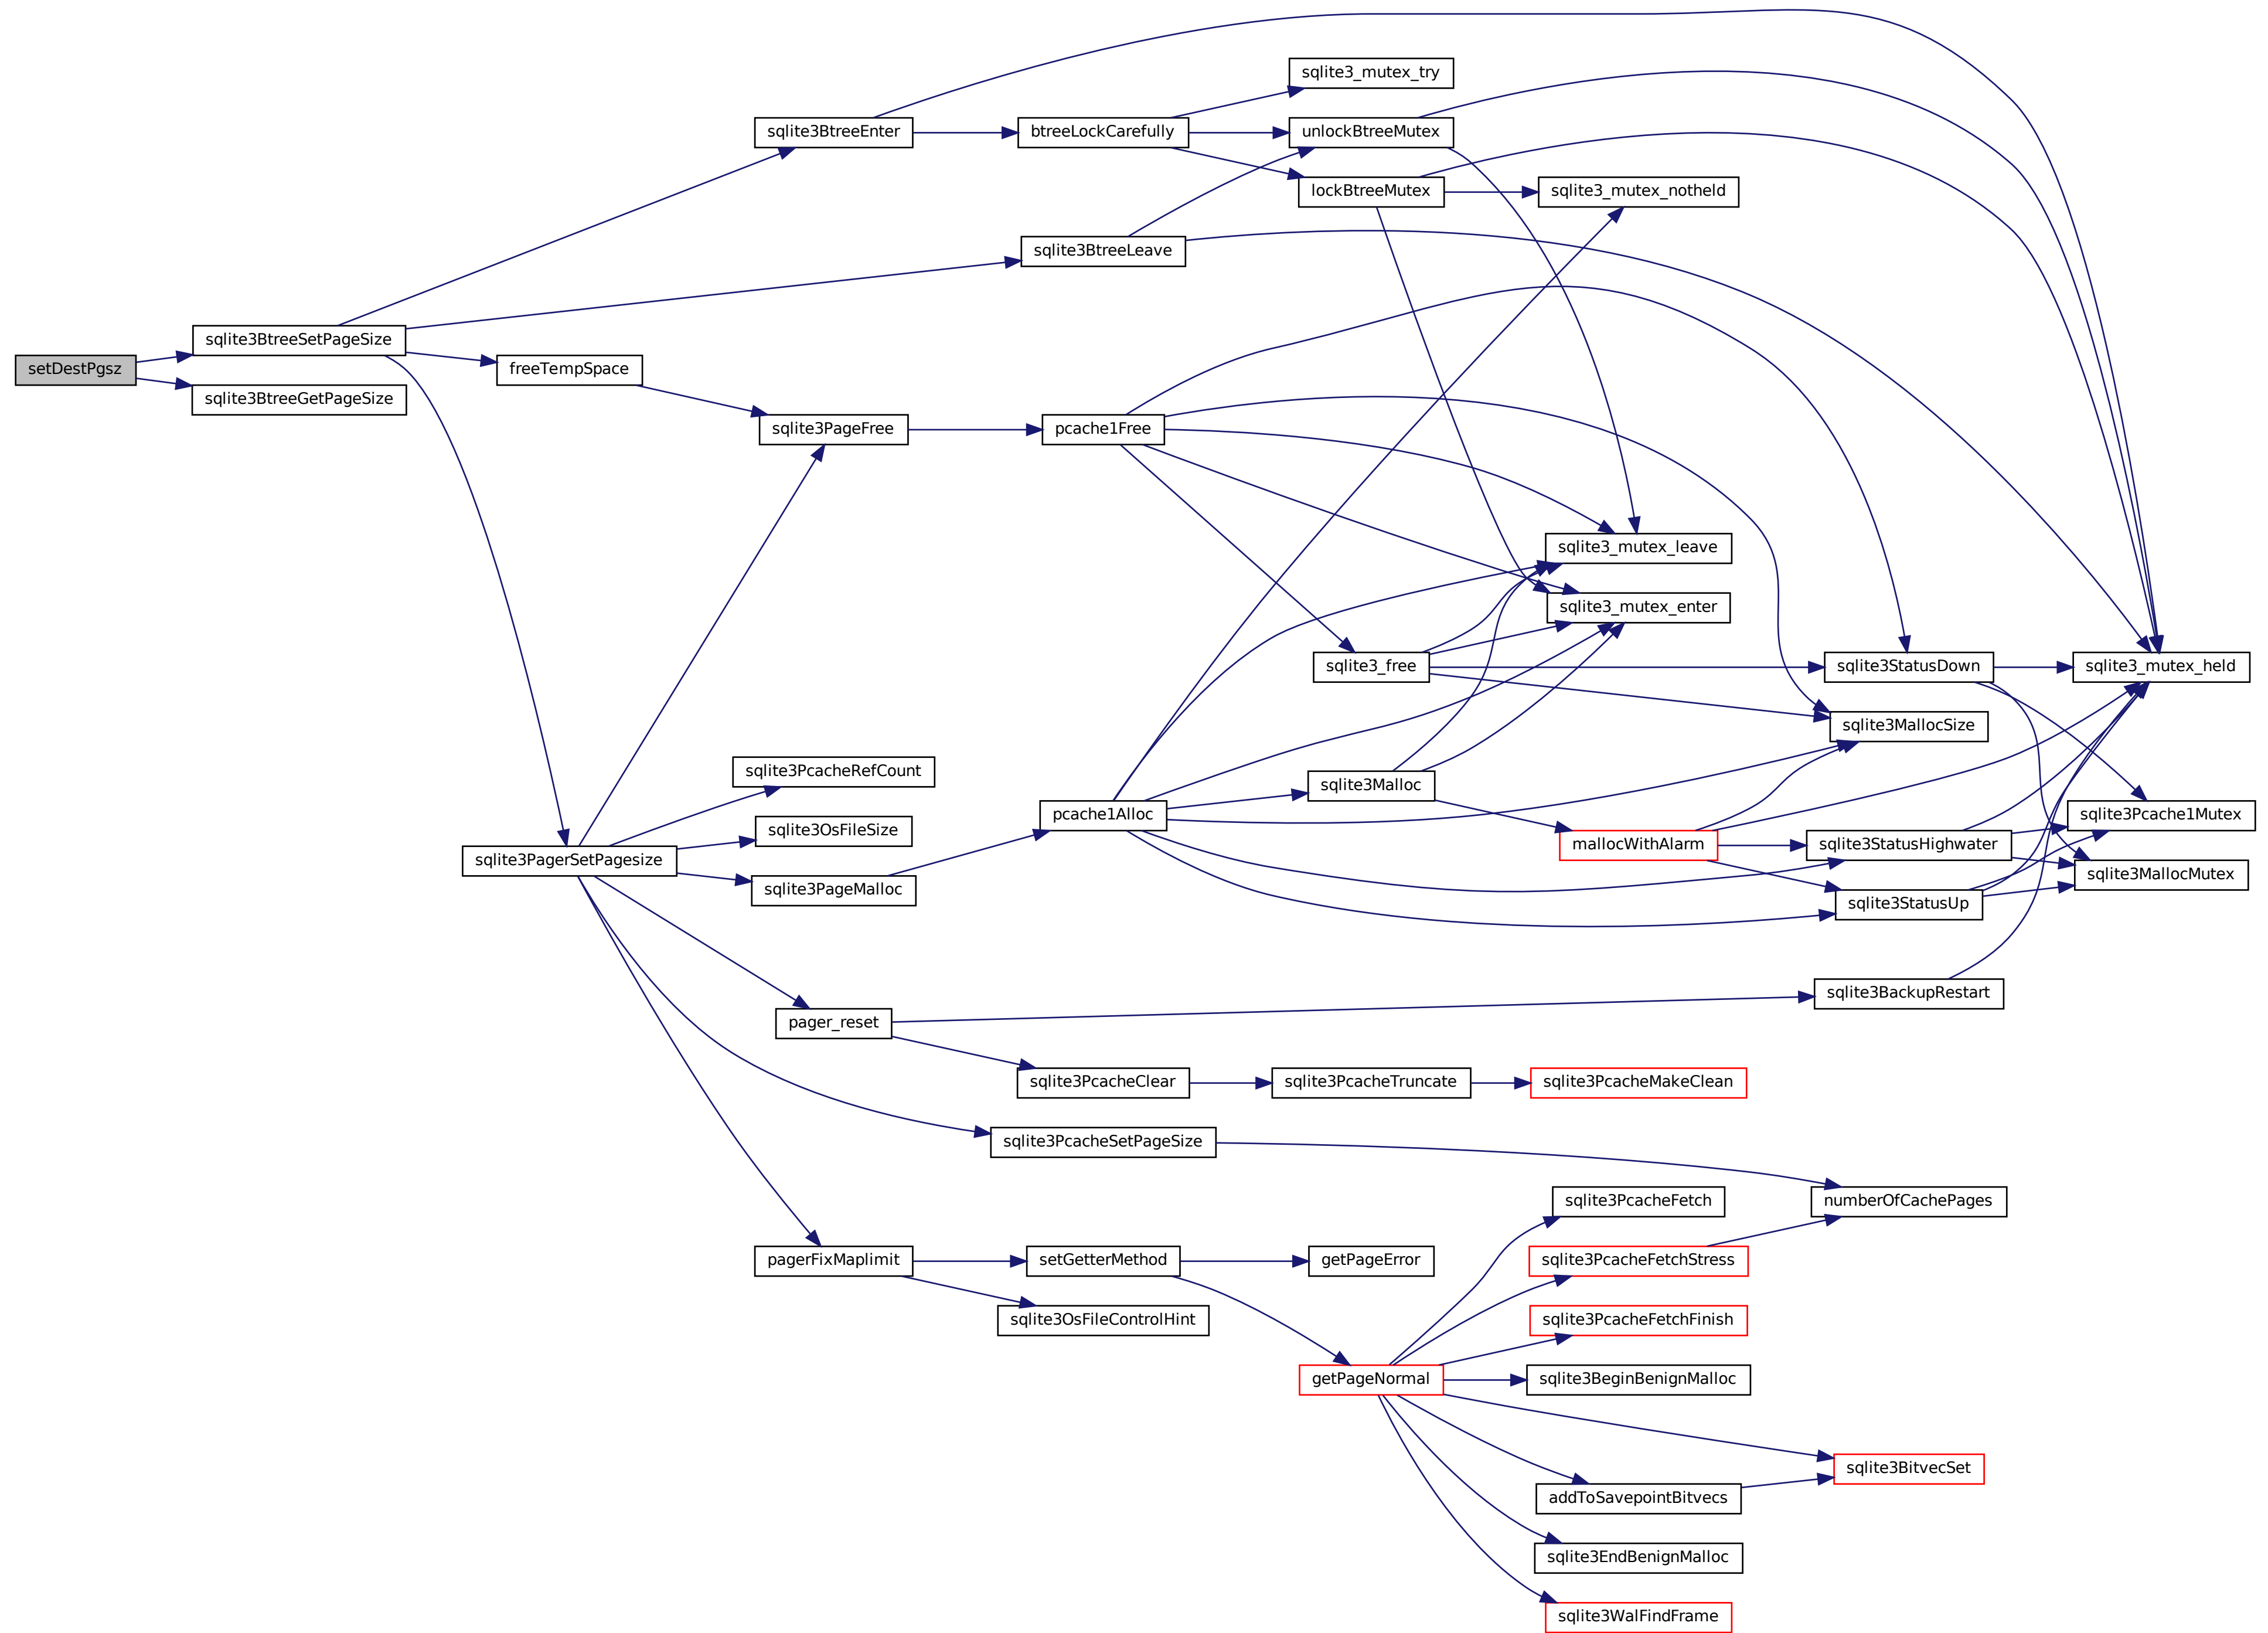 setDestPgsz
sqlite3BtreeSetPageSize
sqlite3BtreeGetPageSize
sqlite3BtreeEnter
sqlite3BtreeLeave
freeTempSpace
sqlite3PagerSetPagesize
sqlite3PageFree
sqlite3PcacheRefCount
sqlite3OsFileSize
sqlite3PageMalloc
pager_reset
pagerFixMaplimit
btreeLockCarefully
pcache1Free
pcache1Alloc
sqlite3PcacheClear
sqlite3PcacheSetPageSize
setGetterMethod
sqlite3OsFileControlHint
sqlite3_mutex_try
unlockBtreeMutex
lockBtreeMutex
sqlite3_free
sqlite3Malloc
sqlite3PcacheTruncate
getPageError
getPageNormal
sqlite3_mutex_notheld
sqlite3_mutex_leave
sqlite3_mutex_enter
mallocWithAlarm
sqlite3PcacheMakeClean
sqlite3PcacheFetch
sqlite3PcacheFetchStress
sqlite3PcacheFetchFinish
sqlite3BeginBenignMalloc
addToSavepointBitvecs
sqlite3EndBenignMalloc
sqlite3WalFindFrame
sqlite3StatusDown
sqlite3MallocSize
sqlite3StatusHighwater
sqlite3StatusUp
sqlite3BackupRestart
numberOfCachePages
sqlite3BitvecSet
sqlite3_mutex_held
sqlite3Pcache1Mutex
sqlite3MallocMutex